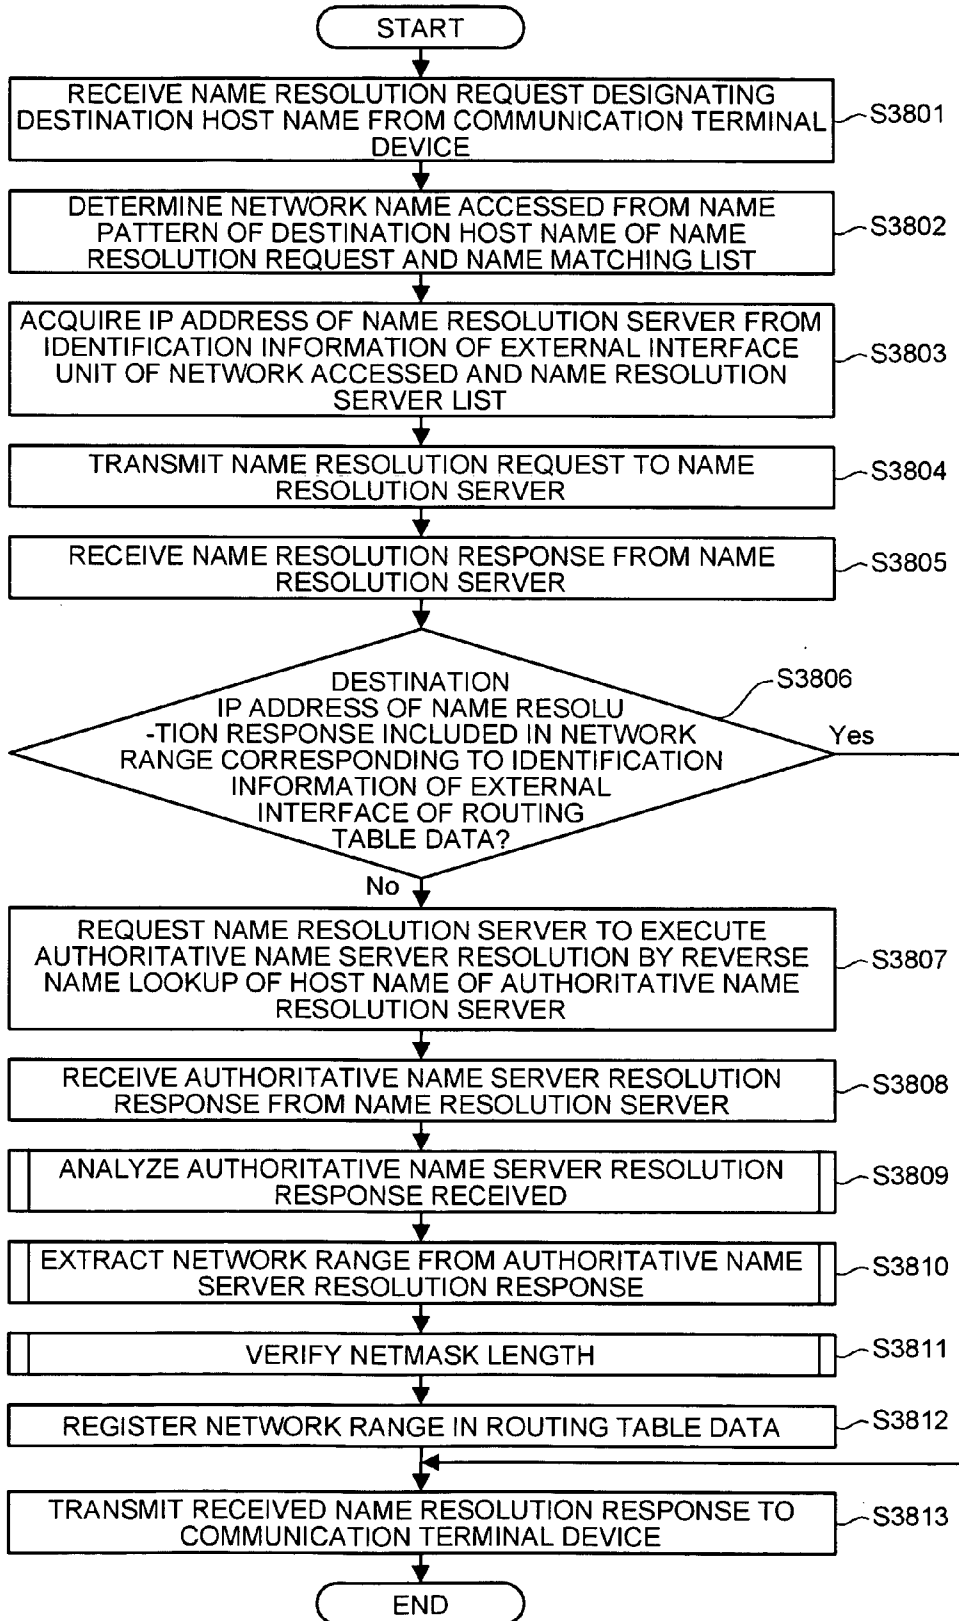 START
RECEIVE NAME RESOLUTION REQUEST DESIGNATING
DESTINATION HOST NAME FROM COMMUNICATION TERMINAL
DEVICE
S3801
DETERMINE NETWORK NAME ACCESSED FROM NAME
PATTERN OF DESTINATION HOST NAME OF NAME
RESOLUTION REQUEST AND NAME MATCHING LIST
S3802
ACQUIRE IP ADDRESS OF NAME RESOLUTION SERVER FROM
IDENTIFICATION INFORMATION OF EXTERNAL INTERFACE
UNIT OF NETWORK ACCESSED AND NAME RESOLUTION
SERVER LIST
S3803
TRANSMIT NAME RESOLUTION REQUEST TO NAME
RESOLUTION SERVER
S3804
RECEIVE NAME RESOLUTION RESPONSE FROM NAME
RESOLUTION SERVER
S3805
DESTINATION
IP ADDRESS OF NAME RESOLU
-TION RESPONSE INCLUDED IN NETWORK
RANGE CORRESPONDING TO IDENTIFICATION
INFORMATION OF EXTERNAL
INTERFACE OF ROUTING
TABLE DATA?
S3806
Yes
No
REQUEST NAME RESOLUTION SERVER TO EXECUTE
AUTHORITATIVE NAME SERVER RESOLUTION BY REVERSE
NAME LOOKUP OF HOST NAME OF AUTHORITATIVE NAME
RESOLUTION SERVER
S3807
RECEIVE AUTHORITATIVE NAME SERVER RESOLUTION
RESPONSE FROM NAME RESOLUTION SERVER
S3808
ANALYZE AUTHORITATIVE NAME SERVER RESOLUTION
RESPONSE RECEIVED
S3809
EXTRACT NETWORK RANGE FROM AUTHORITATIVE NAME
SERVER RESOLUTION RESPONSE
S3810
VERIFY NETMASK LENGTH
S3811
REGISTER NETWORK RANGE IN ROUTING TABLE DATA
S3812
TRANSMIT RECEIVED NAME RESOLUTION RESPONSE TO
COMMUNICATION TERMINAL DEVICE
S3813
END